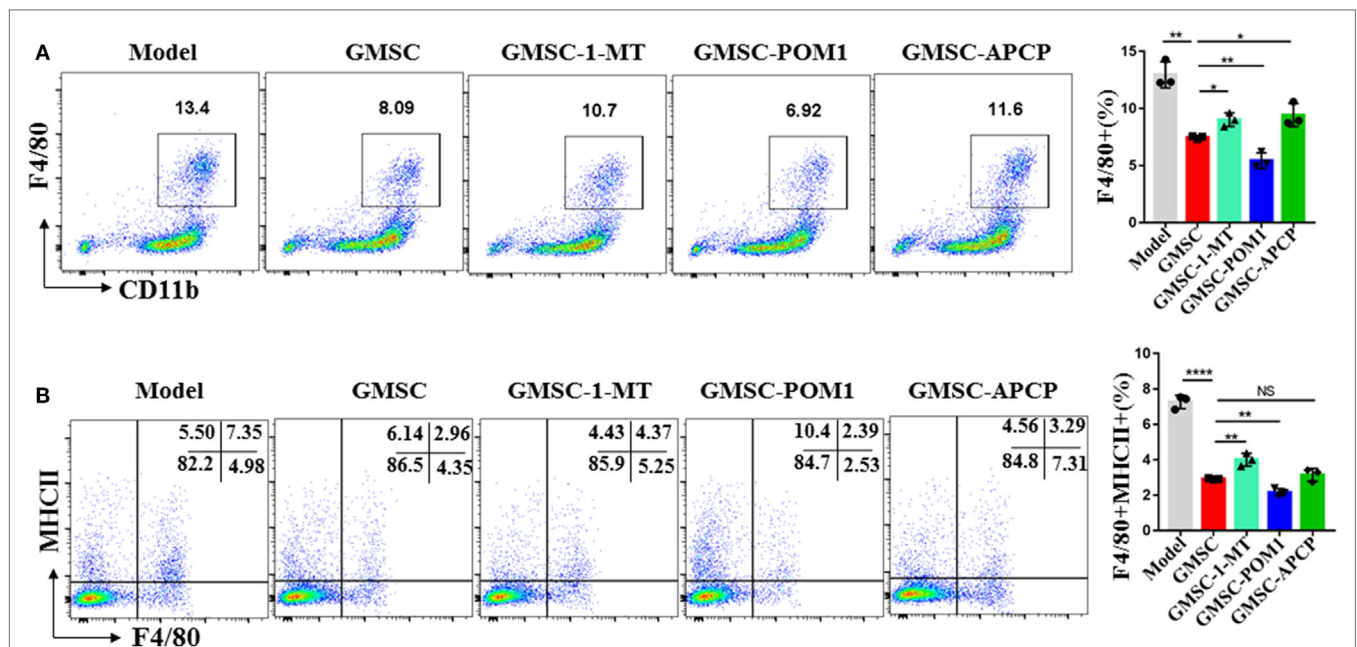 A
Model GMSC GMSC-1-MT GMSC-POM1 GMSC-APCP
13.4 8.09 10.7 6.92 11.6
F4/80
CD11b
F4/80+(%)
15
10
5
0
** * ** *
Model
GMSC
GMSC-1-MT
GMSC-POM1
GMSC-APCP
B
Model GMSC GMSC-1-MT GMSC-POM1 GMSC-APCP
5.50 7.35
82.2 4.98
6.14 2.96
86.5 4.35
4.43 4.37
85.9 5.25
10.4 2.39
84.7 2.53
4.56 3.29
84.8 7.31
MHCII
F4/80
F4/80+MHCII+(%)
10
8
6
4
2
0
**** NS
**
**
Model
GMSC
GMSC-1-MT
GMSC-POM1
GMSC-APCP